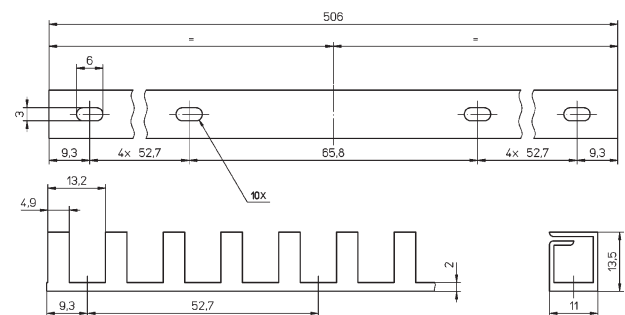 506
= =
6
3
9,3 4x 52,7 65,8 4x 52,7 9,3
10x
13,2
4,9
2
13,5
9,3 52,7 11